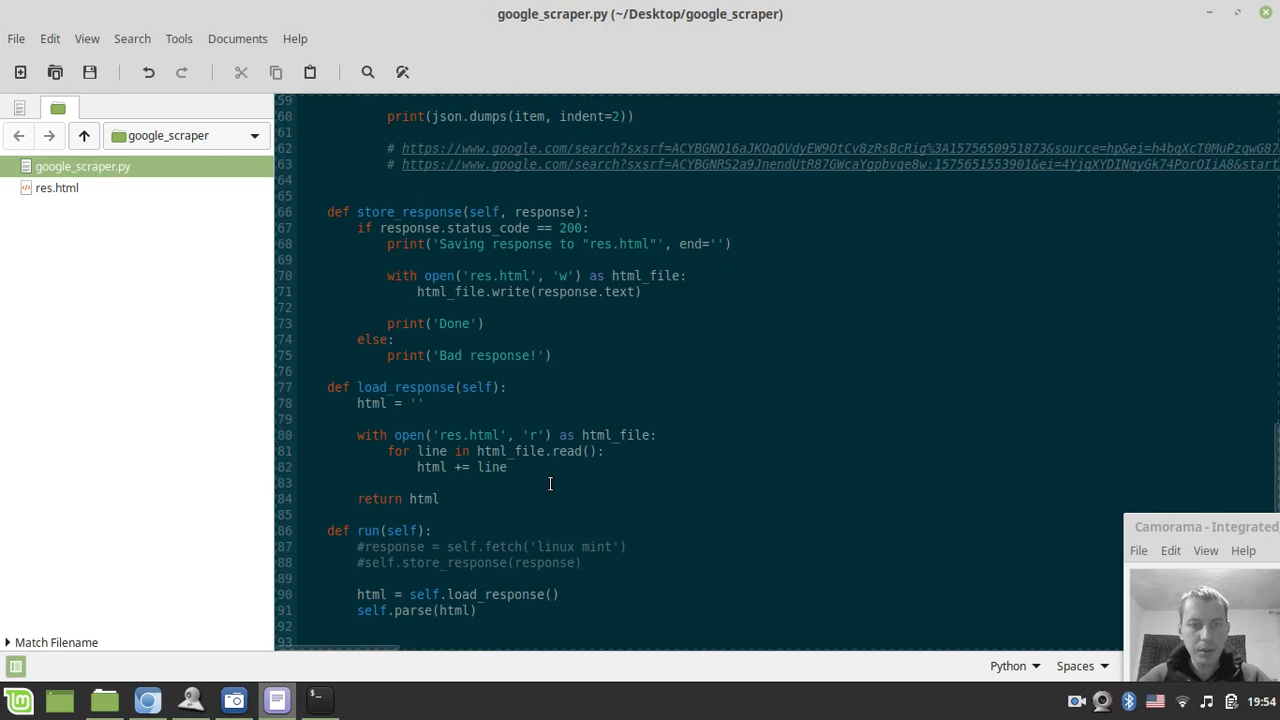 google_scraper.py (~/Desktop/google_scraper)
File Edit View Search Tools Documents Help
google_scraper
google_scraper.py
res.html
Match Filename
59
60 print(json.dumps(item, indent=2))
61
62 # https://www.google.com/search?sxsrf=ACYBGNQ16aJKOqQVdyEW9OtCv8zRsBcRig%3A1575650951873&source=hp&ei=h4bqXcT0MuPzqwG87
63 # https://www.google.com/search?sxsrf=ACYBGNRS2a9JnendUtR87GWcaYgpbvqe8w:1575651553901&ei=4YjqXYDINqyGk74PorOIiA8&start
64
65
66 def store_response(self, response):
67 if response.status_code == 200:
68 print('Saving response to "res.html"', end='')
69
70 with open('res.html', 'w') as html_file:
71 html_file.write(response.text)
72
73 print('Done')
74 else:
75 print('Bad response!')
76
77 def load_response(self):
78 html = ''
79
80 with open('res.html', 'r') as html_file:
81 for line in html_file.read():
82 html += line
83
84 return html
85
86 def run(self):
87 #response = self.fetch('linux mint')
88 #self.store_response(response)
89
90 html = self.load_response()
91 self.parse(html)
92
93
Camorama - Integrated
File Edit View Help
Python Spaces
19:54